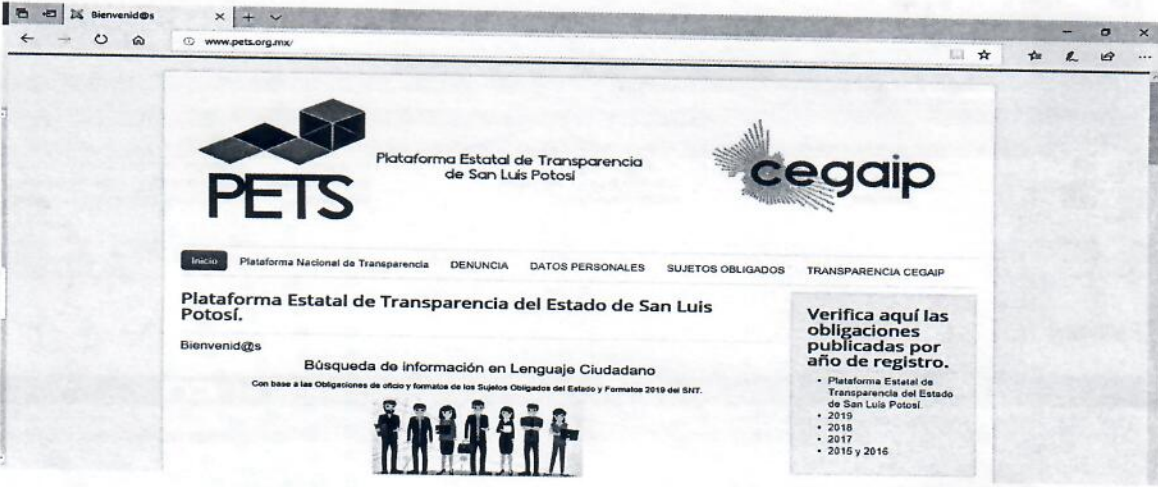 Bienvenid@s
www.pets.org.mx/
PETS
Plataforma Estatal de Transparencia
de San Luis Potosí
cegaip
Inicio
Plataforma Nacional de Transparencia
DENUNCIA
DATOS PERSONALES
SUJETOS OBLIGADOS
TRANSPARENCIA CEGAIP
Plataforma Estatal de Transparencia del Estado de San Luis
Potosí.
Bienvenid@s
Búsqueda de información en Lenguaje Ciudadano
Con base a las Obligaciones de oficio y formatos de los Sujetos Obligados del Estado y Formatos 2019 del SNT.
Verifica aquí las
obligaciones
publicadas por
año de registro.
• Plataforma Estatal de
Transparencia del Estado
de San Luis Potosí.
• 2019
• 2018
• 2017
• 2015 y 2016